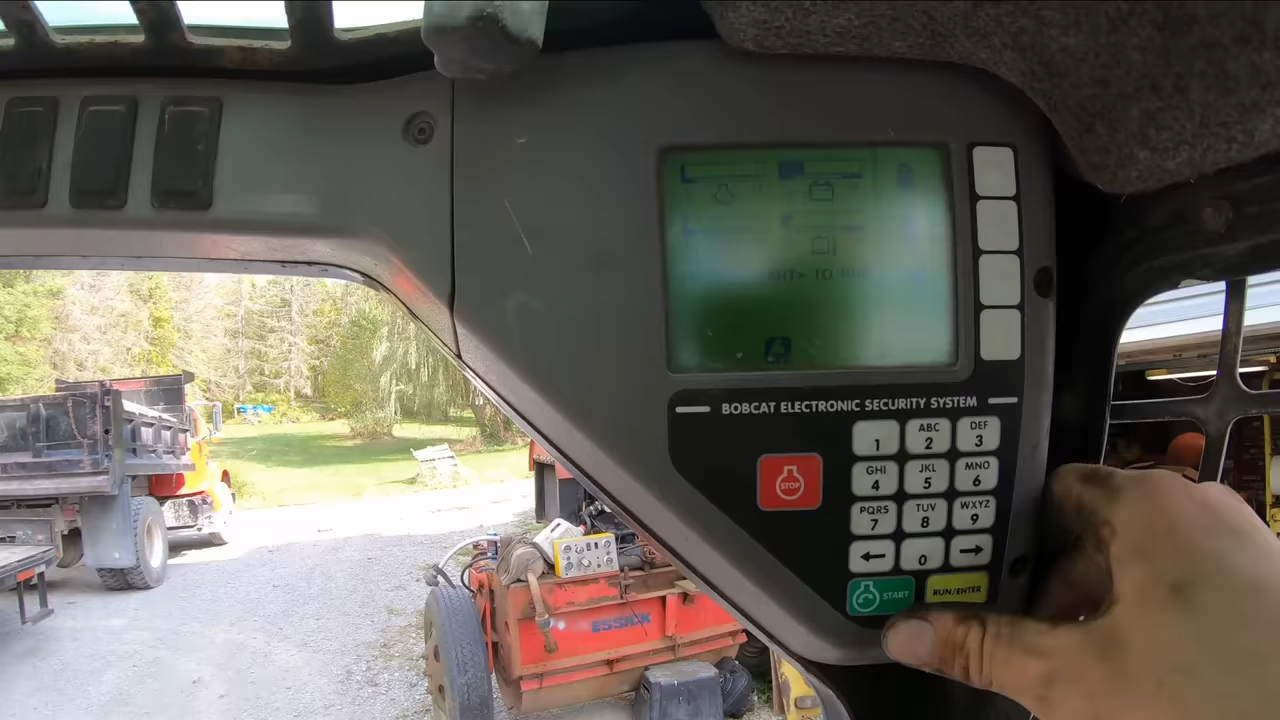 BOBCAT ELECTRONIC SECURITY SYSTEM
1
ABC
2
DEF
3
GHI
4
JKL
5
MNO
6
STOP
PQRS
7
TUV
8
WXYZ
9
0
START
RUN/ENTER
ESSICK